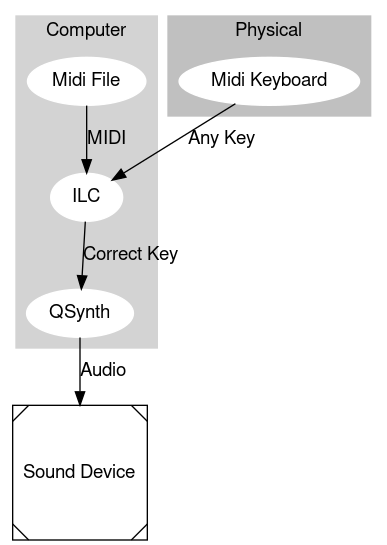 Computer
Physical
Midi File
Midi Keyboard
MIDI
Any Key
ILC
Correct Key
QSynth
Audio
Sound Device